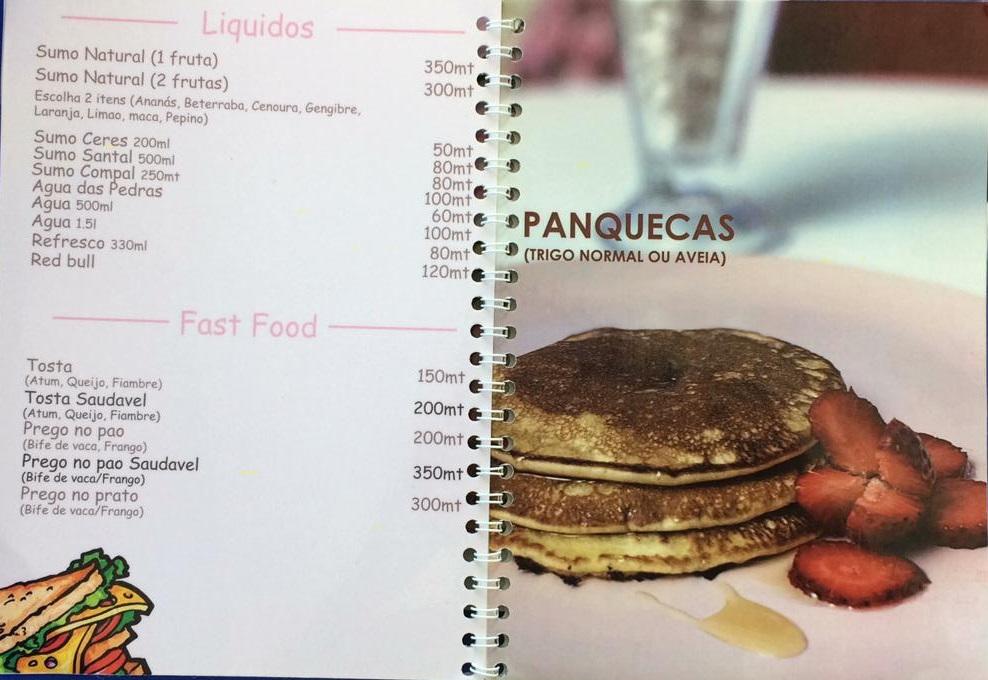 Liquidos
Sumo Natural (1 fruta) 350mt
Sumo Natural (2 frutas) 300mt
Escolha 2 itens (Ananás, Beterraba, Cenoura, Gengibre,
Laranja, Limao, maca, Pepino)
Sumo Ceres 200ml 50mt
Sumo Santal 500ml 80mt
Sumo Compal 250mt 80mt
Agua das Pedras 100mt
Agua 500ml 60mt
Agua 1.5l 100mt
Refresco 330ml 80mt
Red bull 120mt
Fast Food
Tosta 150mt
(Atum, Queijo, Fiambre)
Tosta Saudavel 200mt
(Atum, Queijo, Fiambre)
Prego no pao 200mt
(Bife de vaca, Frango)
Prego no pao Saudavel 350mt
(Bife de vaca/Frango)
Prego no prato 300mt
(Bife de vaca/Frango)
PANQUECAS
(TRIGO NORMAL OU AVEIA)